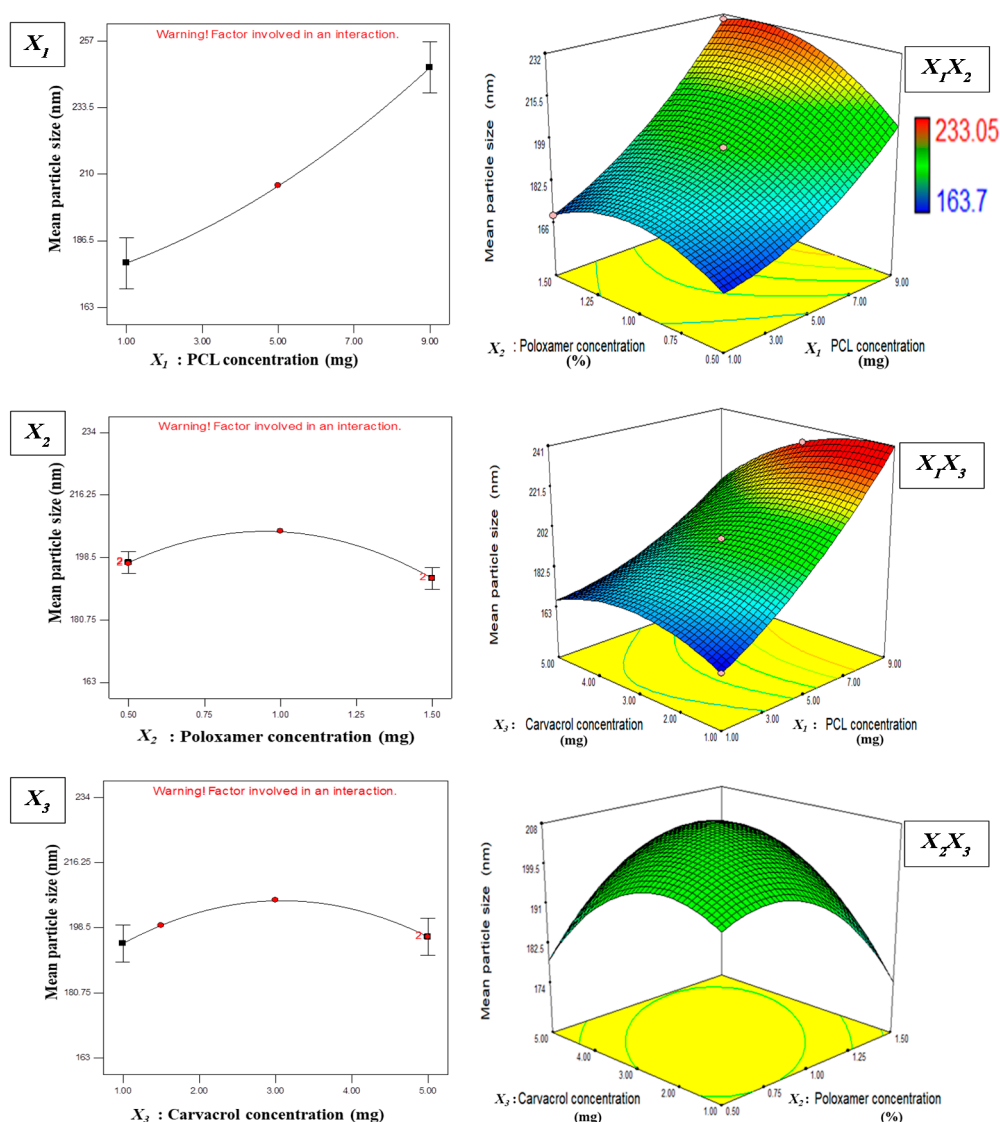 X1
Warning! Factor involved in an interaction.
Mean particle size (nm)
257
233.5
210
186.5
163
1.00 3.00 5.00 7.00 9.00
X1 : PCL concentration (mg)
X1X2
233.05
163.7
Mean particle size (nm)
232
215.5
199
182.5
166
1.50
1.25
1.00
0.75
0.50
1.00
3.00
5.00
7.00
9.00
X2 : Poloxamer concentration
(%)
X1 PCL concentration
(mg)
X2
Warning! Factor involved in an interaction.
Mean particle size (nm)
234
216.25
198.5
180.75
163
2
2
0.50 0.75 1.00 1.25 1.50
X2 : Poloxamer concentration (mg)
X1X3
Mean particle size (nm)
241
221.5
202
182.5
163
5.00
4.00
3.00
2.00
1.00
1.00
3.00
5.00
7.00
9.00
X3 : Carvacrol concentration
(mg)
X1 : PCL concentration
(mg)
X3
Warning! Factor involved in an interaction.
Mean particle size (nm)
234
216.25
198.5
180.75
163
2
1.00 2.00 3.00 4.00 5.00
X3 : Carvacrol concentration (mg)
X2X3
Mean particle size (nm)
208
199.5
191
182.5
174
5.00
4.00
3.00
2.00
1.00
0.50
0.75
1.00
1.25
1.50
X3 : Carvacrol concentration
(mg)
X2 : Poloxamer concentration
(%)